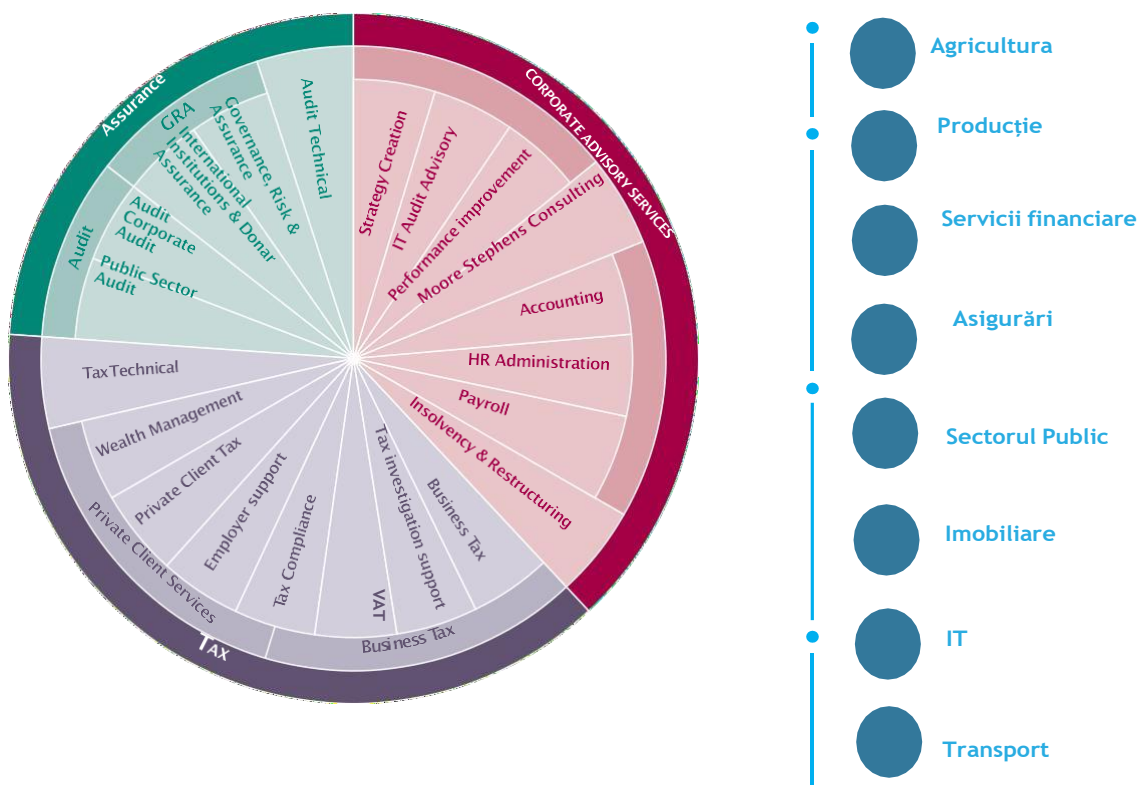 Assurance
GRA
Audit
Audit Technical
Governance, Risk &
Assurance
International
Institutions & Donar
Assurance
Audit
Corporate
Audit
Public Sector
Audit
CORPORATE ADVISORY SERVICES
Strategy Creation
IT Audit Advisory
Performance improvement
Moore Stephens Consulting
Accounting
HR Administration
Payroll
Insolvency & Restructuring
TAX
Tax Technical
Wealth Management
Private Client Tax
Employer support
Tax Compliance
VAT
Tax investigation support
Business Tax
Private Client Services
Business Tax
Agricultura
Producție
Servicii financiare
Asigurări
Sectorul Public
Imobiliare
IT
Transport